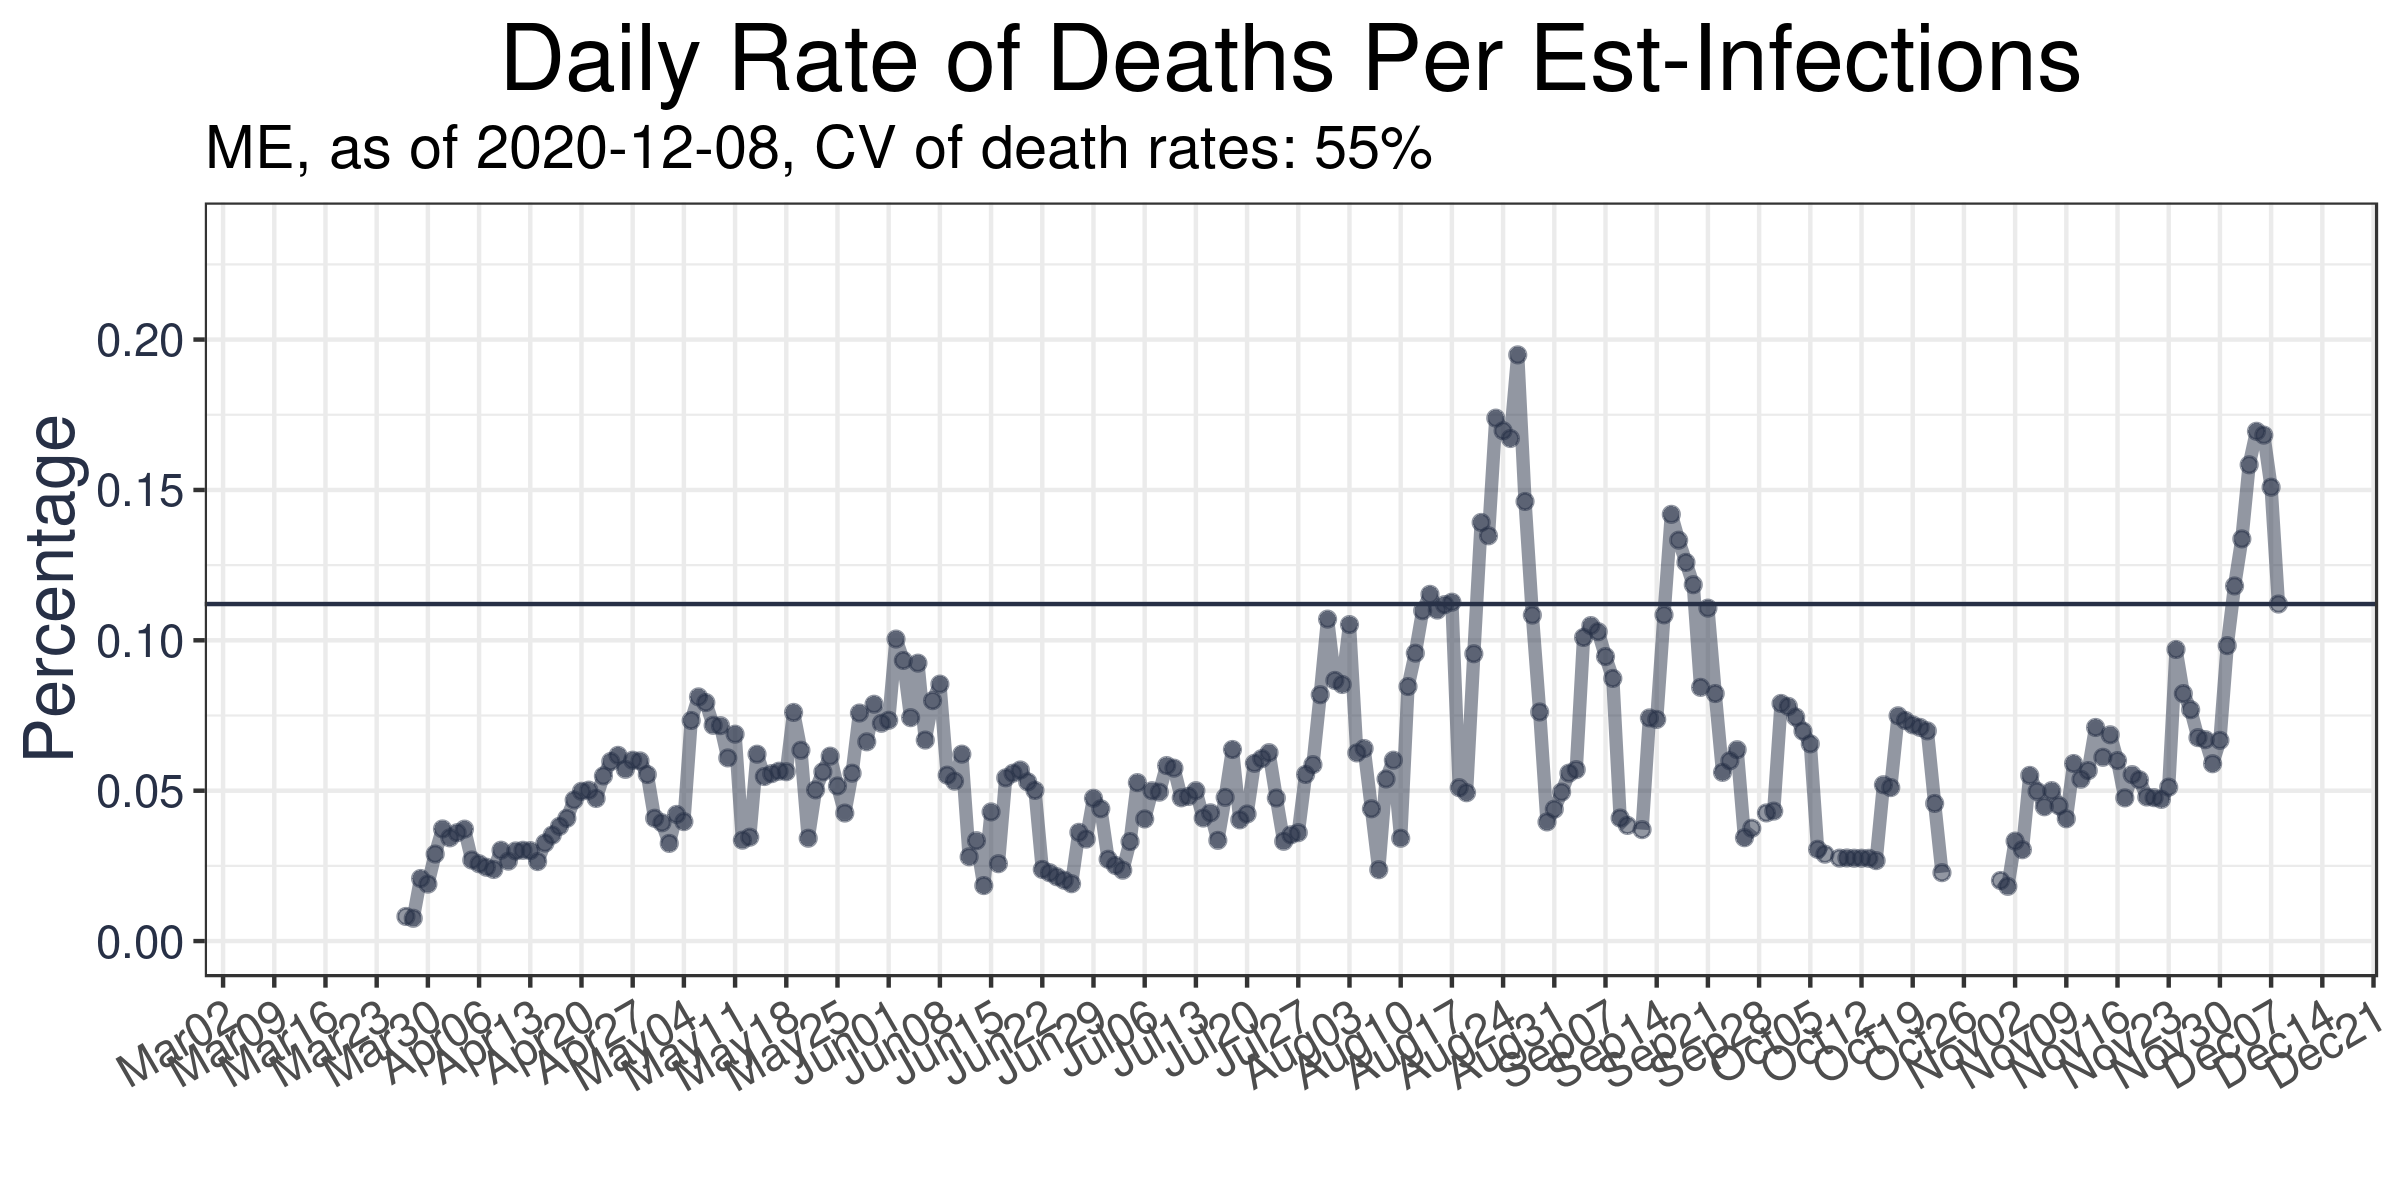 Daily Rate of Deaths Per Est-Infections
ME, as of 2020-12-08, CV of death rates: 55%
Percentage
0.20
0.15
0.10
0.05
0.00
Mar02
Mar09
Mar16
Mar23
Mar30
Apr06
Apr13
Apr20
Apr27
May04
May11
May18
May25
Jun01
Jun08
Jun15
Jun22
Jun29
Jul06
Jul13
Jul20
Jul27
Aug03
Aug10
Aug17
Aug24
Aug31
Sep07
Sep14
Sep21
Sep28
Oct05
Oct12
Oct19
Oct26
Nov02
Nov09
Nov16
Nov23
Nov30
Dec07
Dec14
Dec21